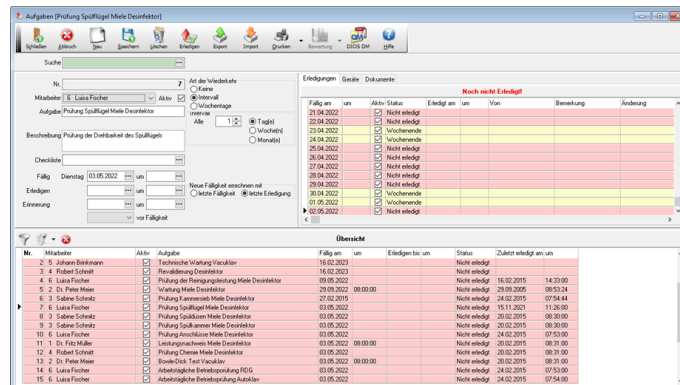 Aufgaben [Prüfung Spülflügel Miele Desinfektor]
Schließen Abbruch Neu Speichern Löschen Erledigen Export Import Drucken Bewertung DIOS DM Hilfe
Suche
Nr. 7
Mitarbeiter 6 Luisa Fischer Aktiv
Aufgabe Prüfung Spülflügel Miele Desinfektor
Beschreibung Prüfung der Drehbarkeit des Spülflügels
Checkliste
Fällig Dienstag 03.05.2022 um
Erledigen um
Erinnerung um
vor Fälligkeit
Art der Wiederkehr
Keine
Intervall
Wochentage
Intervall
Alle 1 Tag(e)
Woche(n)
Monat(e)
Neue Fälligkeit errechnen mit
letzte Fälligkeit letzte Erledigung
Erledigungen Geräte Dokumente
Noch nicht Erledigt!
Fällig am um Aktiv Status Erledigt am um Von Bemerkung Änderung
21.04.2022 Nicht erledigt
22.04.2022 Nicht erledigt
23.04.2022 Wochenende
24.04.2022 Wochenende
25.04.2022 Nicht erledigt
26.04.2022 Nicht erledigt
27.04.2022 Nicht erledigt
28.04.2022 Nicht erledigt
29.04.2022 Nicht erledigt
30.04.2022 Wochenende
01.05.2022 Wochenende
02.05.2022 Nicht erledigt
Übersicht
Nr. Mitarbeiter Aktiv Aufgabe Fällig am um Erledigen bis um Status Zuletzt erledigt am um
2 5 Johann Brinkmann Technische Wartung Vacuklav 16.02.2023 Nicht erledigt
3 4 Robert Schmitt Revalidierung Desinfektor 16.02.2023 Nicht erledigt
4 6 Luisa Fischer Prüfung der Reinigungsleistung Miele Desinfektor 09.05.2022 Nicht erledigt 16.02.2015 14:33:00
5 2 Dr. Peter Meier Wartung Miele Desinfektor 29.09.2022 08:00:00 Nicht erledigt 29.09.2005 08:53:24
6 3 Sabine Schmitz Prüfung Kammersieb Miele Desinfektor 27.02.2015 Nicht erledigt 24.02.2015 07:54:44
7 6 Luisa Fischer Prüfung Spülflügel Miele Desinfektor 03.05.2022 Nicht erledigt 15.11.2021 11:26:00
8 3 Sabine Schmitz Prüfung Spüldüsen Miele Desinfektor 03.05.2022 Nicht erledigt 20.02.2015 08:30:00
9 3 Sabine Schmitz Prüfung Spülkammer Miele Desinfektor 03.05.2022 Nicht erledigt 20.02.2015 08:30:00
10 6 Luisa Fischer Prüfung Anschlüsse Miele Desinfektor 03.05.2022 Nicht erledigt 24.02.2015 07:53:00
11 1 Dr. Fritz Müller Leistungsnachweis Miele Desinfektor 03.05.2022 08:00:00 Nicht erledigt 20.02.2015 08:31:00
12 4 Robert Schmitt Prüfung Chemie Miele Desinfektor 03.05.2022 Nicht erledigt 20.02.2015 08:31:00
13 2 Dr. Peter Meier Bowie-Dick Test Vacuklav 03.05.2022 08:00:00 Nicht erledigt 20.02.2015 08:31:00
14 6 Luisa Fischer Arbeitstägliche Betriebsprüfung RDG 03.05.2022 Nicht erledigt 24.02.2015 07:53:00
15 6 Luisa Fischer Arbeitstägliche Betriebsprüfung Autoklav 03.05.2022 Nicht erledigt 24.02.2015 07:54:00